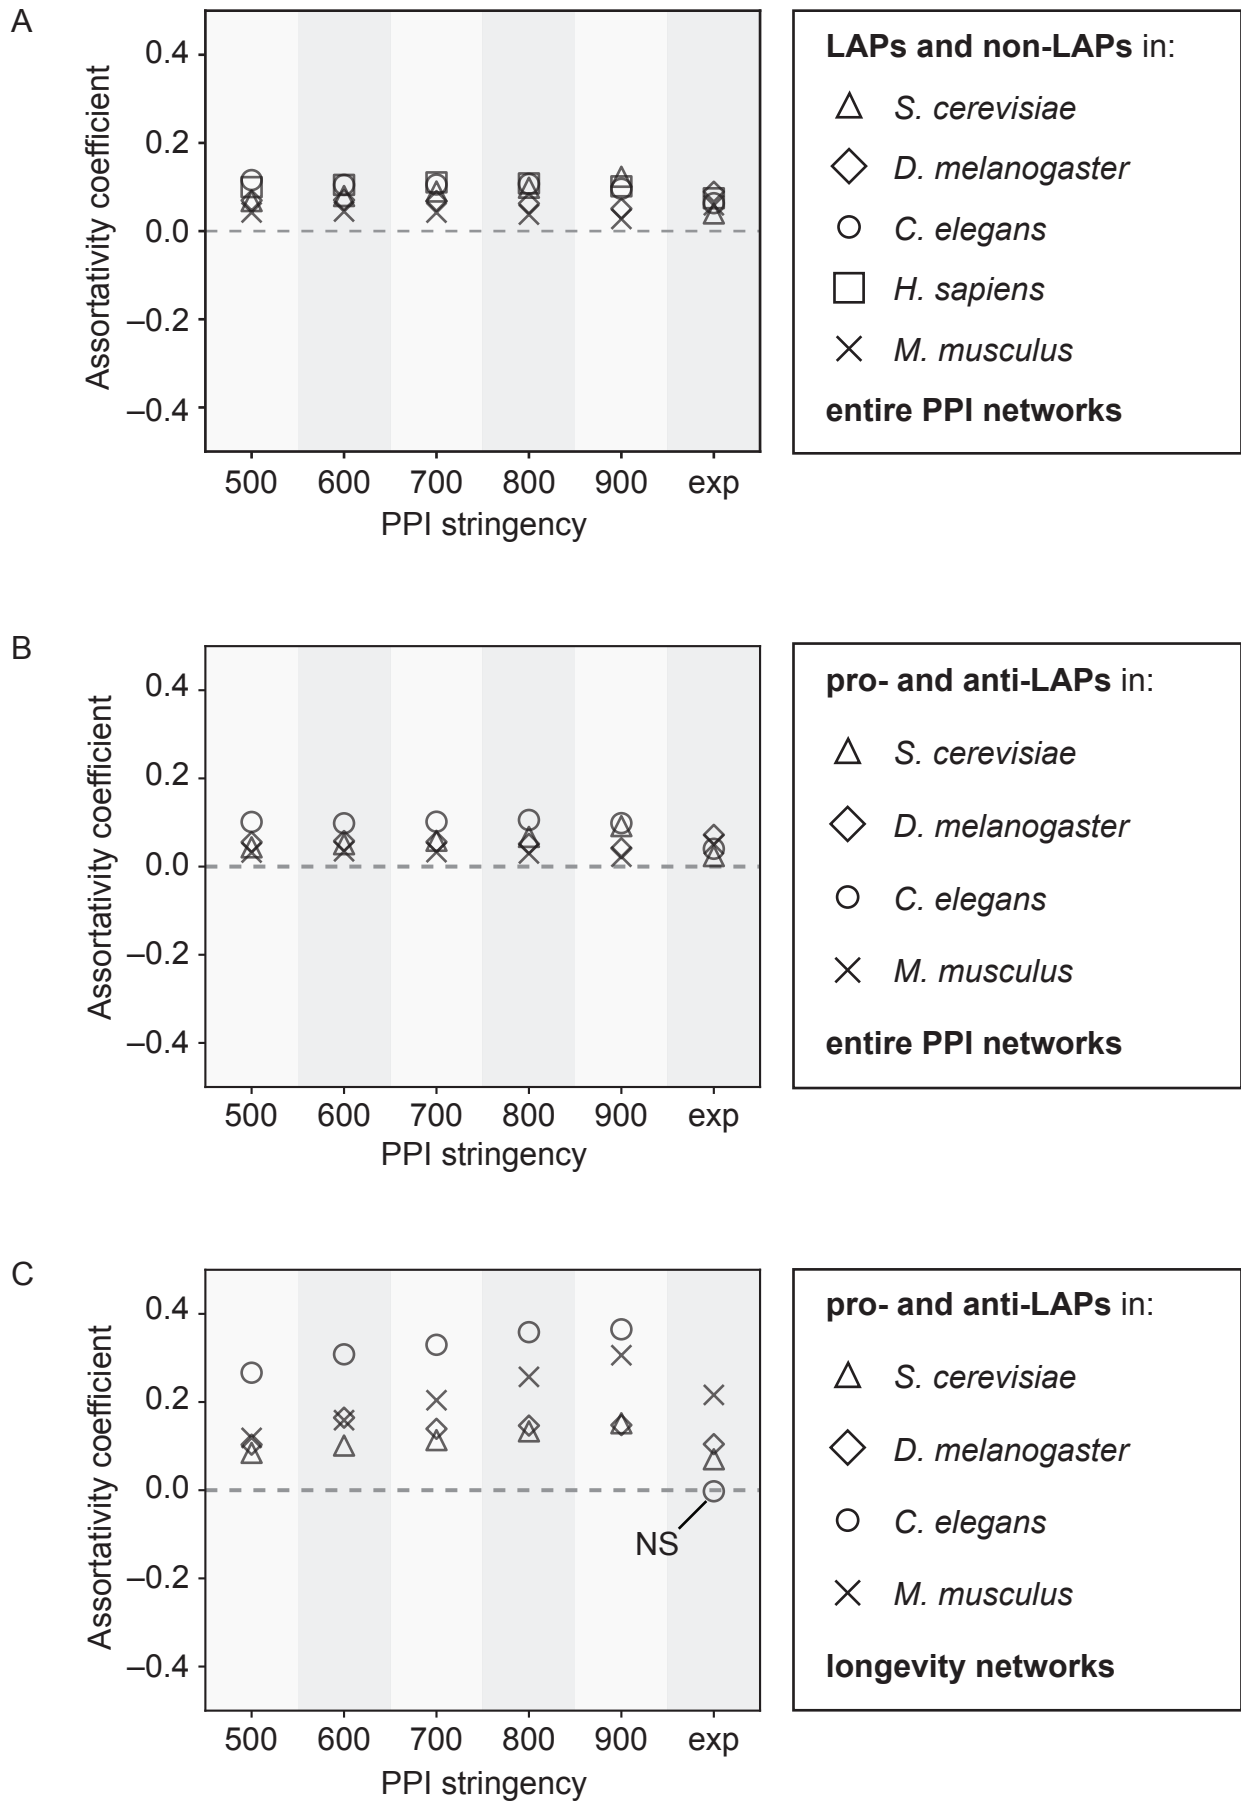 A
0.4
0.2
0.0
–0.2
–0.4
Assortativity coefficient
500 600 700 800 900 exp
PPI stringency
LAPs and non-LAPs in:
S. cerevisiae
D. melanogaster
C. elegans
H. sapiens
M. musculus
entire PPI networks
B
0.4
0.2
0.0
–0.2
–0.4
Assortativity coefficient
500 600 700 800 900 exp
PPI stringency
pro- and anti-LAPs in:
S. cerevisiae
D. melanogaster
C. elegans
M. musculus
entire PPI networks
C
0.4
0.2
0.0
–0.2
–0.4
Assortativity coefficient
NS
500 600 700 800 900 exp
PPI stringency
pro- and anti-LAPs in:
S. cerevisiae
D. melanogaster
C. elegans
M. musculus
longevity networks